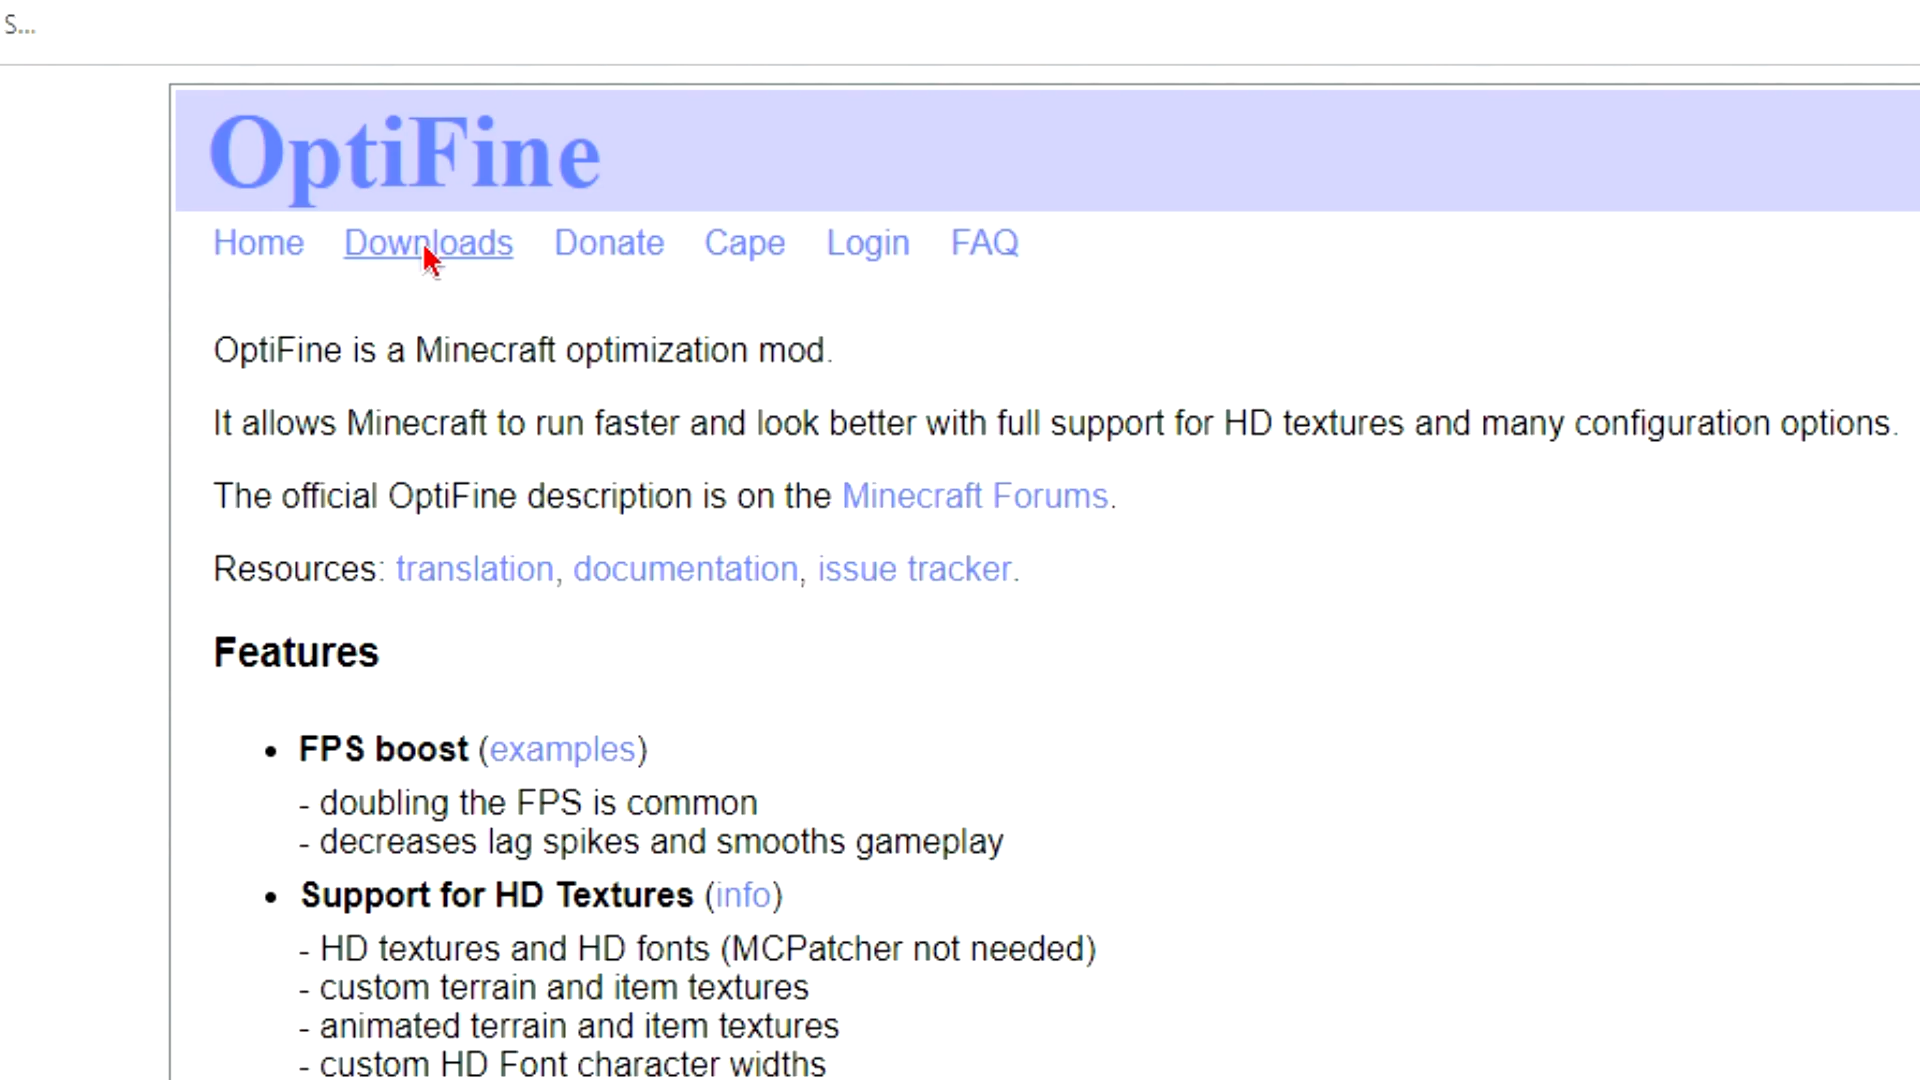 S...
OptiFine
Home Downloads Donate Cape Login FAQ
OptiFine is a Minecraft optimization mod.
It allows Minecraft to run faster and look better with full support for HD textures and many configuration options.
The official OptiFine description is on the Minecraft Forums.
Resources: translation, documentation, issue tracker.
Features
• FPS boost (examples)
- doubling the FPS is common
- decreases lag spikes and smooths gameplay
• Support for HD Textures (info)
- HD textures and HD fonts (MCPatcher not needed)
- custom terrain and item textures
- animated terrain and item textures
- custom HD Font character widths